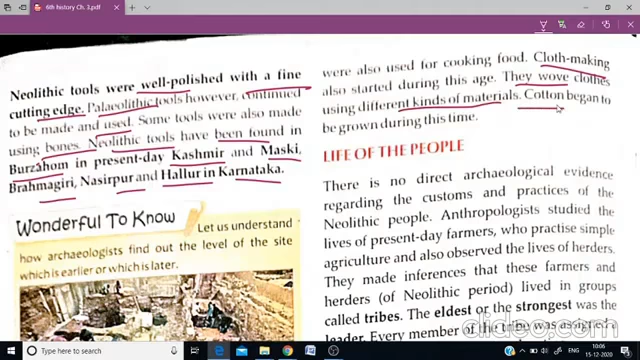 6th history Ch. 3.pdf
Neolithic tools were well-polished with a fine
cutting edge. Palaeolithic tools however, continued
to be made and used. Some tools were also made
using bones. Neolithic tools have been found in
Burzahom in present-day Kashmir and Maski,
Brahmagiri, Nasirpur and Hallur in Karnataka.
Wonderful To Know
Let us understand
how archaeologists find out the level of the site
which is earlier or which is later.
were also used for cooking food. Cloth-making
also started during this age. They wove clothes
using different kinds of materials. Cotton began to
be grown during this time.
LIFE OF THE PEOPLE
There is no direct archaeological evidence
regarding the customs and practices of the
Neolithic people. Anthropologists studied the
lives of present-day farmers, who practise simple
agriculture and also observed the lives of herders.
They made inferences that these farmers and
herders (of Neolithic period) lived in groups
called tribes. The eldest or the strongest was the
leader. Every member of the tribe was
clideo.com
Type here to search
ENG
10:06
15-12-2020